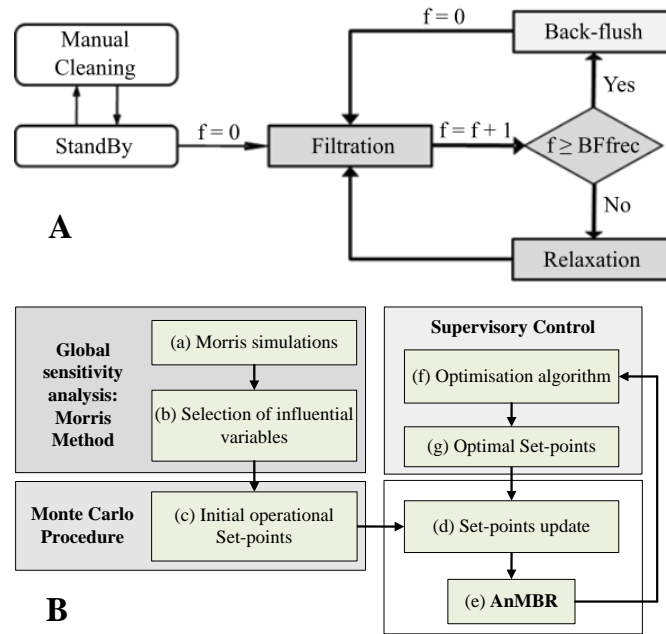 Manual
Cleaning
StandBy
f = 0
Filtration
f = f + 1
f = 0
Back-flush
Yes
f ≥ BFfrec
No
Relaxation
A
Global
sensitivity
analysis:
Morris
Method
(a) Morris simulations
(b) Selection of influential
variables
Monte Carlo
Procedure
(c) Initial operational
Set-points
Supervisory Control
(f) Optimisation algorithm
(g) Optimal Set-points
(d) Set-points update
(e) AnMBR
B